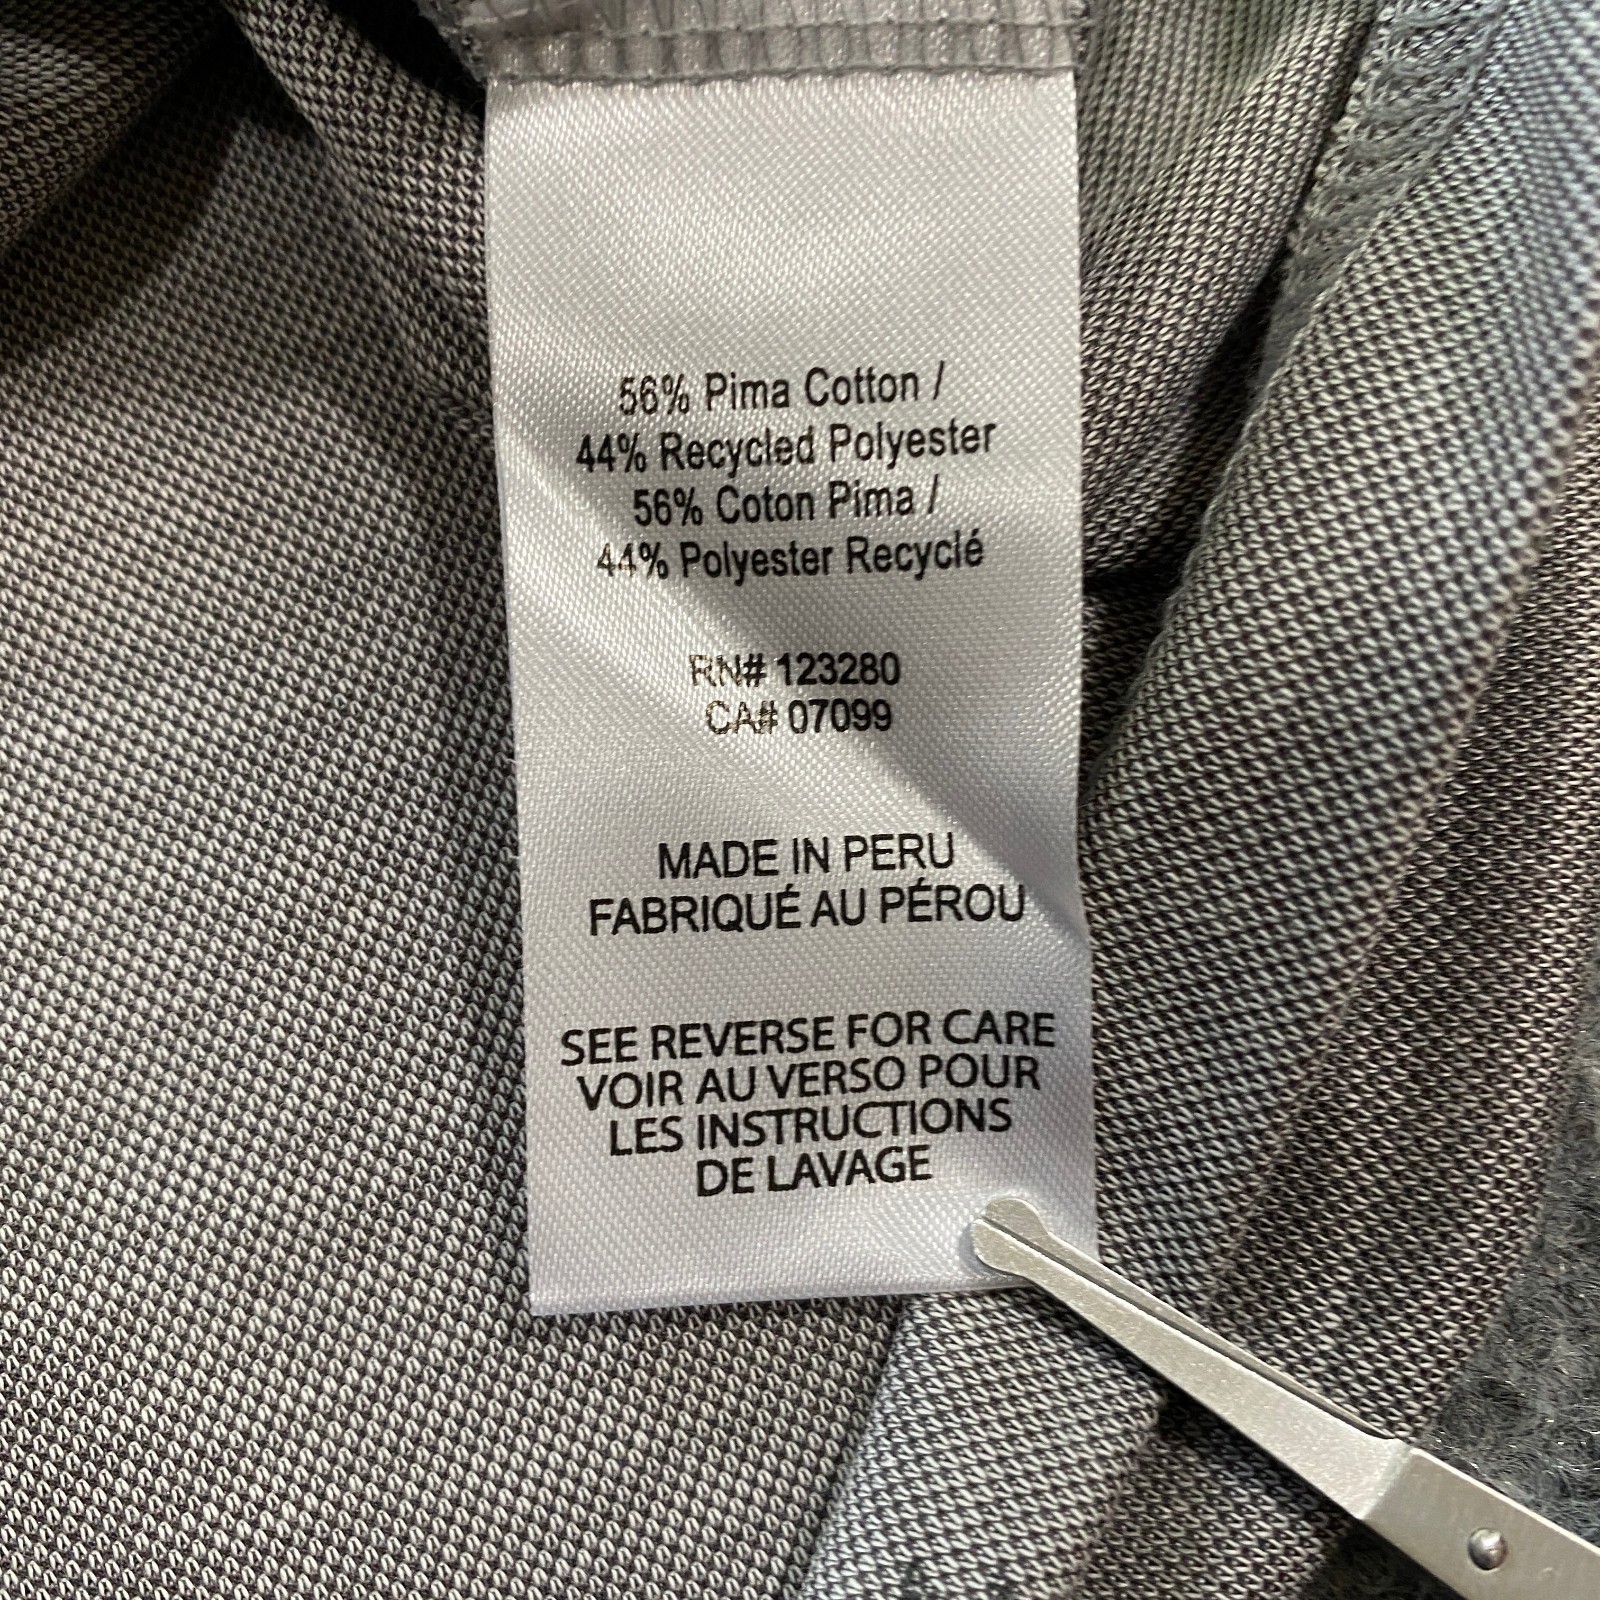 56% Pima Cotton /
44% Recycled Polyester
56% Coton Pima /
44% Polyester Recyclé
RN# 123280
CA# 07099
MADE IN PERU
FABRIQUÉ AU PÉROU
SEE REVERSE FOR CARE
VOIR AU VERSO POUR
LES INSTRUCTIONS
DE LAVAGE